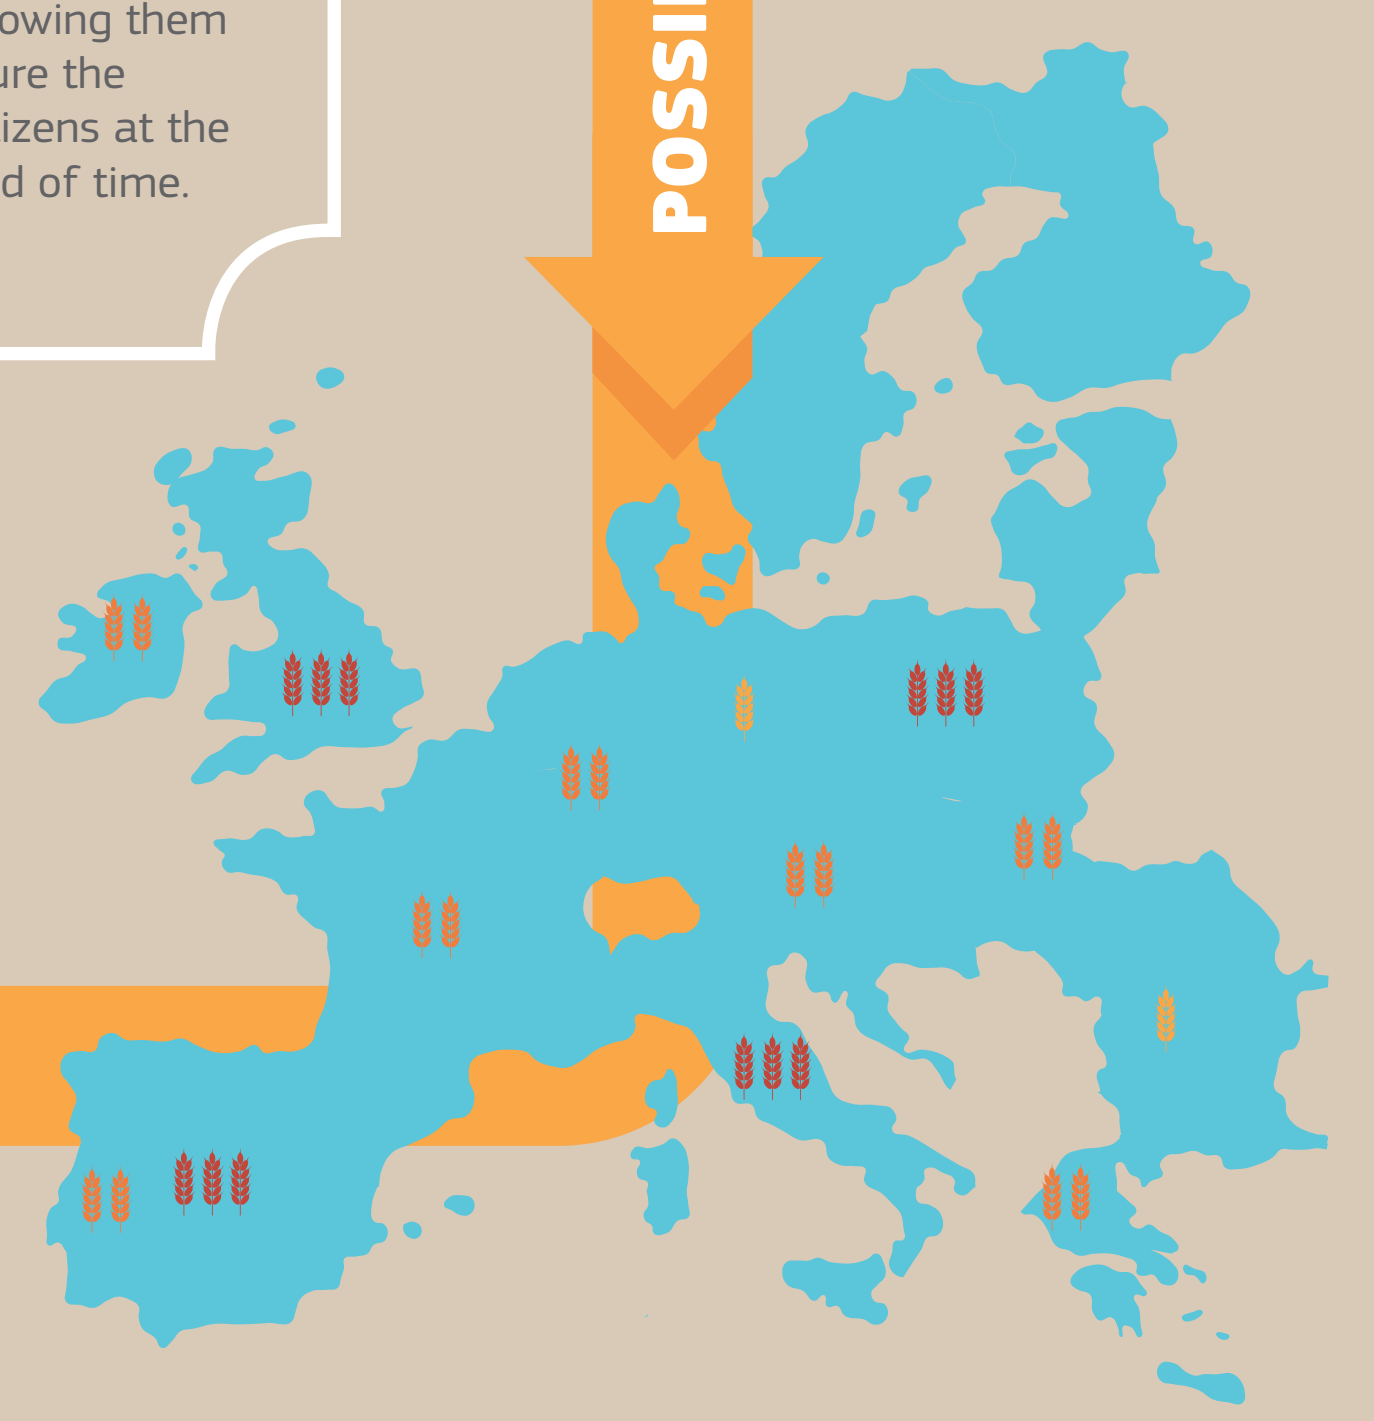 owing them
ure the
izens at the
d of time.
POSSI